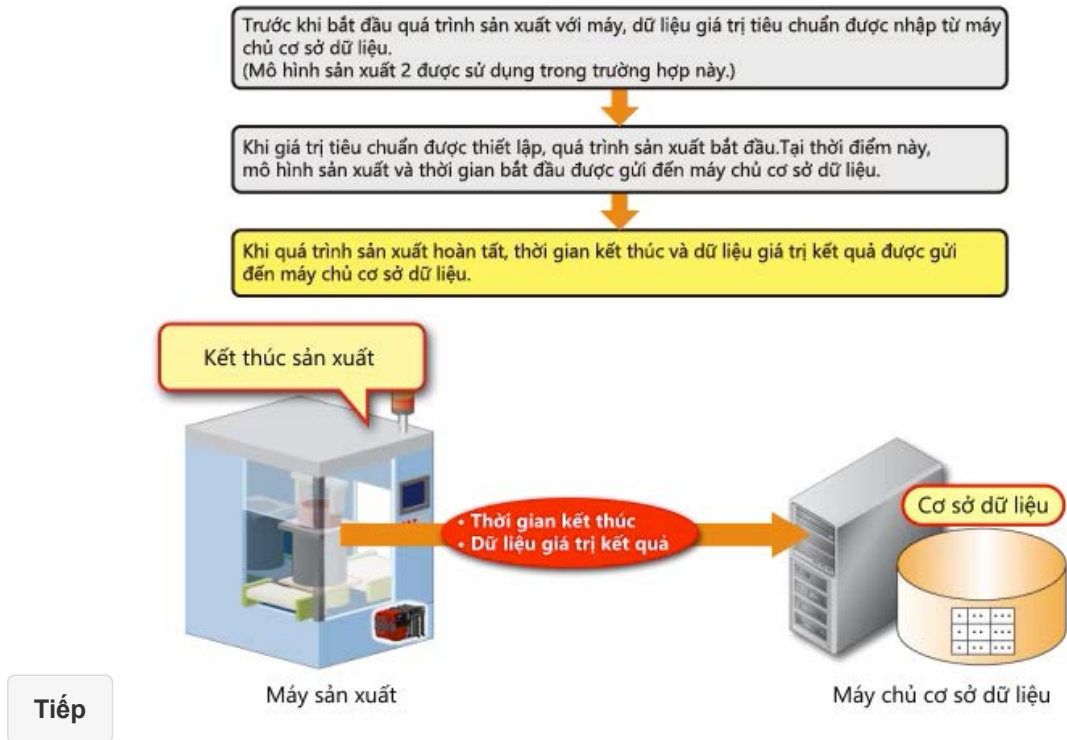 Trước khi bắt đầu quá trình sản xuất với máy, dữ liệu giá trị tiêu chuẩn được nhập từ máy
chủ cơ sở dữ liệu.
(Mô hình sản xuất 2 được sử dụng trong trường hợp này.)
Khi giá trị tiêu chuẩn được thiết lập, quá trình sản xuất bắt đầu.Tại thời điểm này,
mô hình sản xuất và thời gian bắt đầu được gửi đến máy chủ cơ sở dữ liệu.
Khi quá trình sản xuất hoàn tất, thời gian kết thúc và dữ liệu giá trị kết quả được gửi
đến máy chủ cơ sở dữ liệu.
Kết thúc sản xuất
• Thời gian kết thúc
• Dữ liệu giá trị kết quả
Cơ sở dữ liệu
Máy sản xuất
Máy chủ cơ sở dữ liệu
Tiếp